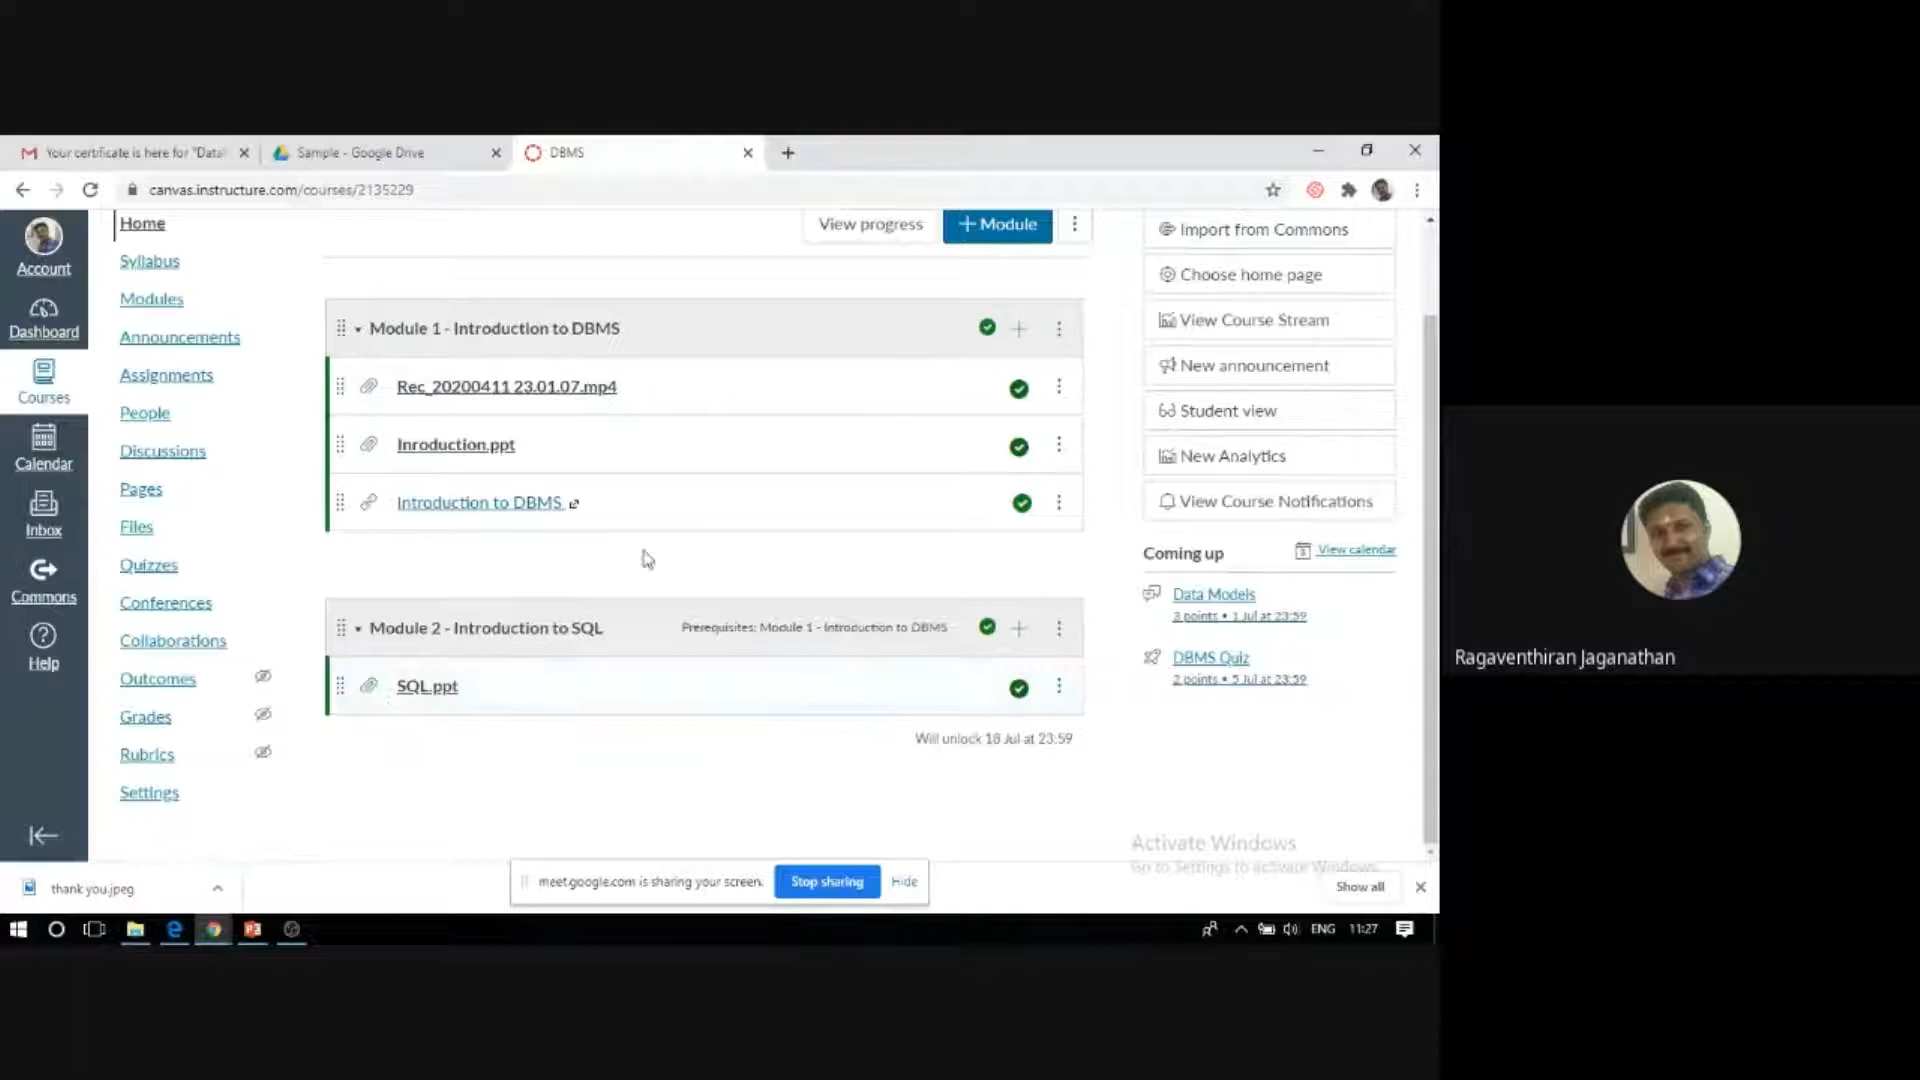 Your certificate is here for "Data
Sample - Google Drive
DBMS
canvas.instructure.com/courses/2135229
Account
Dashboard
Courses
Calendar
Inbox
Commons
Help
Home
Syllabus
Modules
Announcements
Assignments
People
Discussions
Pages
Files
Quizzes
Conferences
Collaborations
Outcomes
Grades
Rubrics
Settings
View progress
+ Module
Module 1 - Introduction to DBMS
Rec_20200411 23.01.07.mp4
Inroduction.ppt
Introduction to DBMS
Module 2 - Introduction to SQL
Prerequisites: Module 1 - Introduction to DBMS
SQL.ppt
Will unlock 18 Jul at 23:59
Import from Commons
Choose home page
View Course Stream
New announcement
Student view
New Analytics
View Course Notifications
Coming up
View calendar
Data Models
3 points • 1 Jul at 23:59
DBMS Quiz
2 points • 5 Jul at 23:59
Activate Windows
Go to Settings to activate Windows.
thank you.jpeg
meet.google.com is sharing your screen.
Stop sharing
Hide
Show all
ENG
11:27
Ragaventhiran Jaganathan